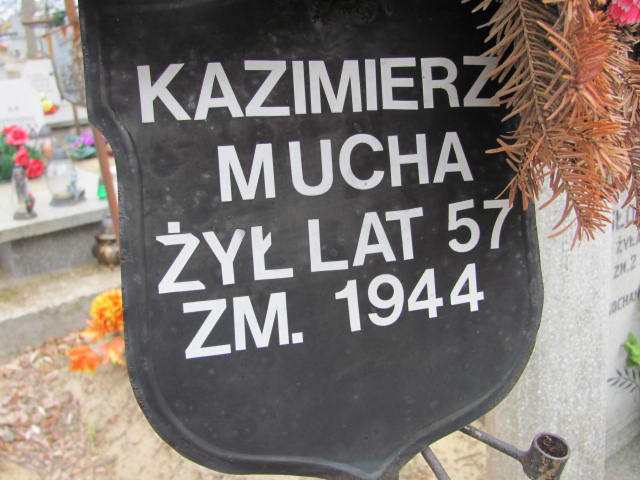 KAZIMIERZ
MUCHA
ŻYŁ LAT 57
ZM. 1944